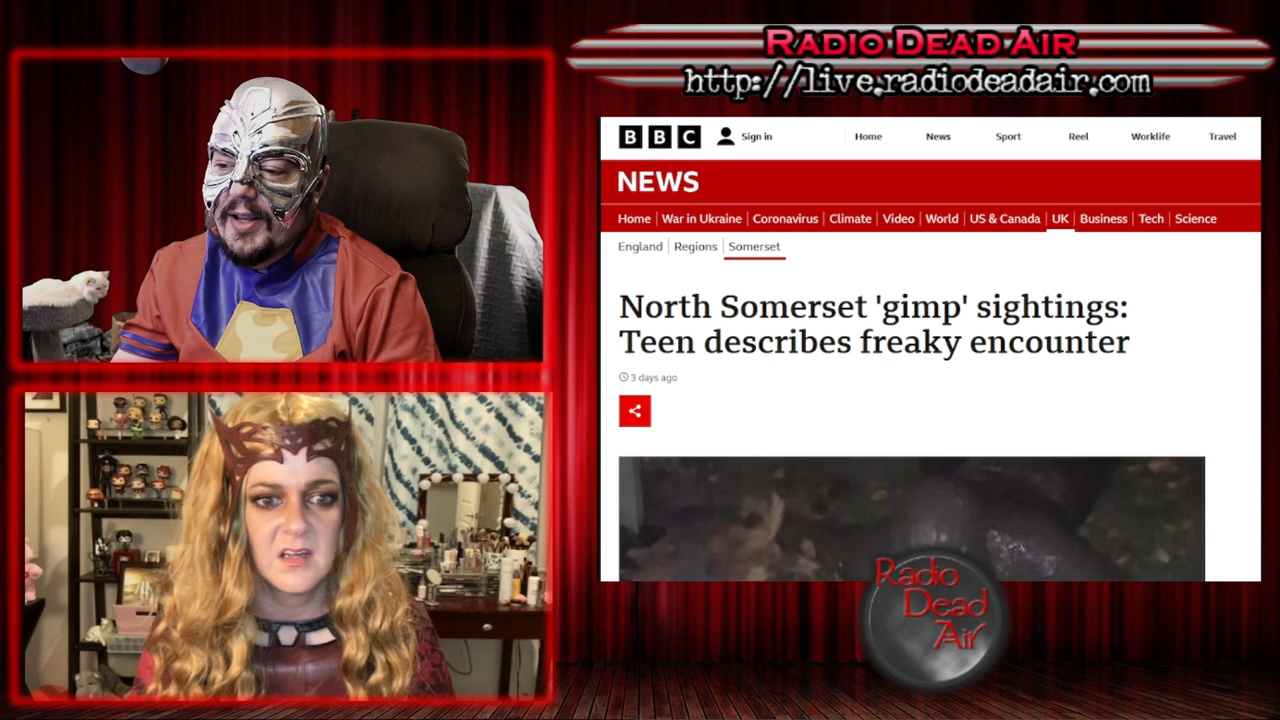 RADIO DEAD AIR
http://live.radiodeadair.com
BBC Sign in Home News Sport Reel Worklife Travel
NEWS
Home War in Ukraine Coronavirus Climate Video World US & Canada UK Business Tech Science
England Regions Somerset
North Somerset 'gimp' sightings:
Teen describes freaky encounter
3 days ago
Radio
Dead
Air